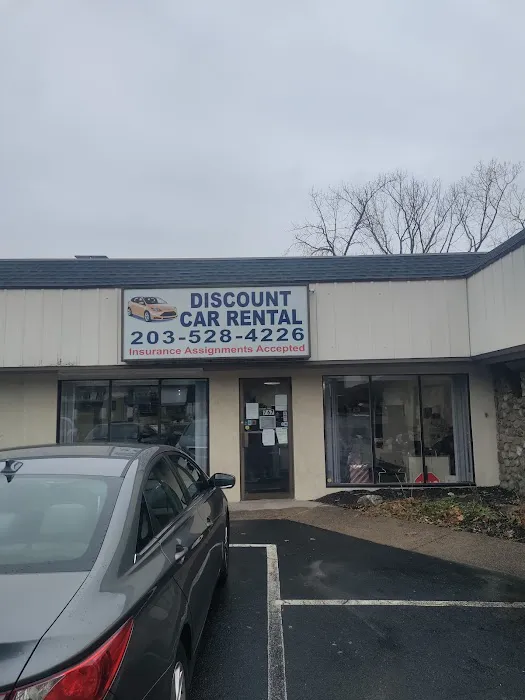 DISCOUNT
CAR RENTAL
203-528-4226
Insurance Assignments Accepted